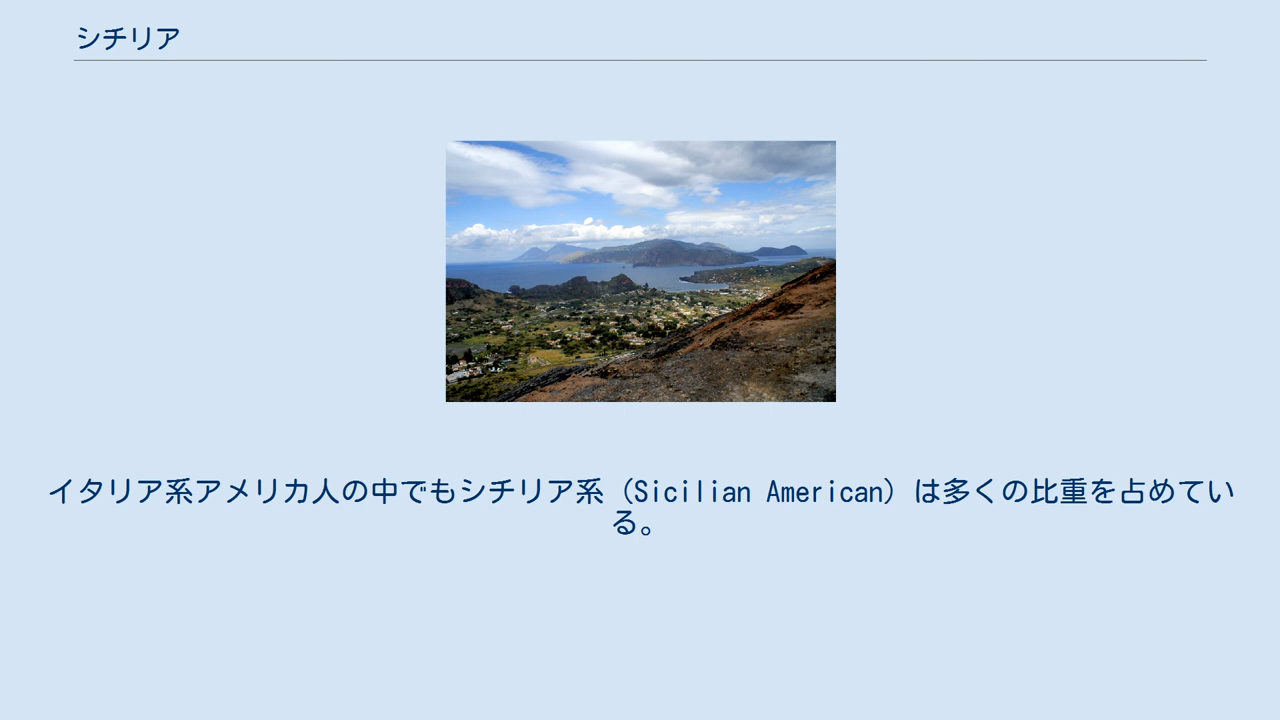 シチリア
イタリア系アメリカ人の中でもシチリア系（Sicilian American）は多くの比重を占めてい
る。